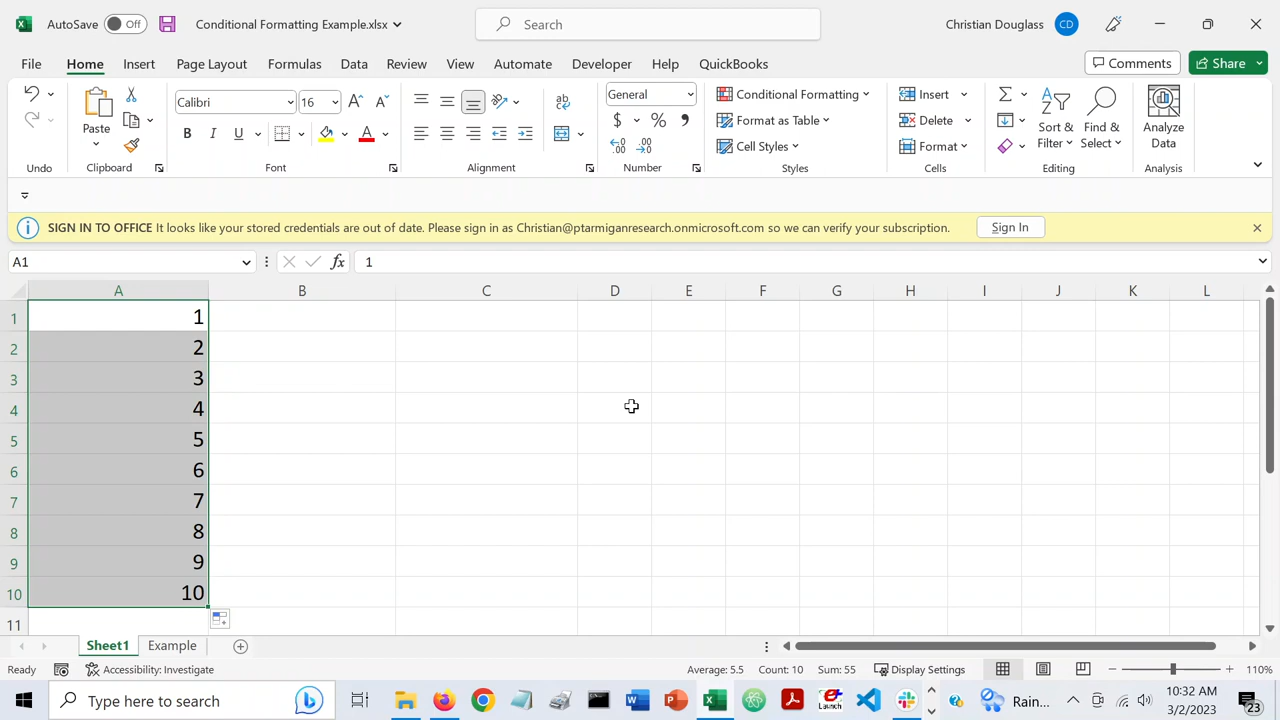 AutoSave Off Conditional Formatting Example.xlsx Search Christian Douglass CD
File Home Insert Page Layout Formulas Data Review View Automate Developer Help QuickBooks Comments Share
Calibri 16 General Conditional Formatting Insert
Paste B I U A $ % Format as Table Delete Sort & Filter Find & Select Analyze Data
Cell Styles Format
Undo Clipboard Font Alignment Number Styles Cells Editing Analysis
SIGN IN TO OFFICE It looks like your stored credentials are out of date. Please sign in as Christian@ptarmiganresearch.onmicrosoft.com so we can verify your subscription. Sign In
A1 fx 1
A B C D E F G H I J K L
1 1
2 2
3 3
4 4
5 5
6 6
7 7
8 8
9 9
10 10
11
Sheet1 Example
Ready Accessibility: Investigate Average: 5.5 Count: 10 Sum: 55 Display Settings 110%
Type here to search Rain... 10:32 AM
3/2/2023 23